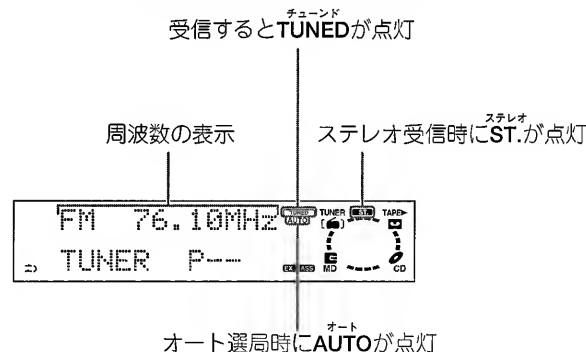 チューンド
受信するとTUNEDが点灯
ステレオ
周波数の表示 ステレオ受信時にST.が点灯
FM 76.10MHz TUNED TUNER ST. TAPE
AUTO
TUNER P-- EX.BASS MD CD
オート
オート選局時にAUTOが点灯